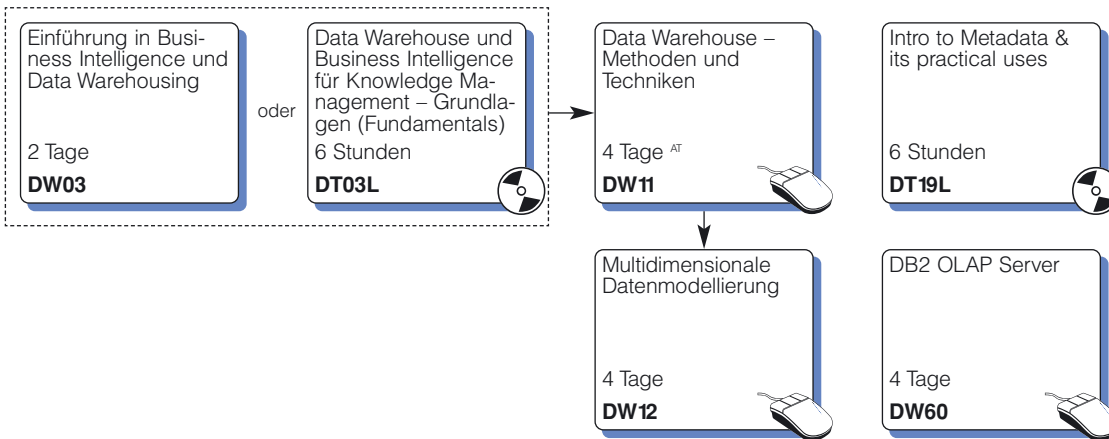 Einführung in Busi-
ness Intelligence und
Data Warehousing
2 Tage
DW03
oder
Data Warehouse und
Business Intelligence
für Knowledge Ma-
nagement – Grundla-
gen (Fundamentals)
6 Stunden
DT03L
Data Warehouse –
Methoden und
Techniken
4 Tage AT
DW11
Intro to Metadata &
its practical uses
6 Stunden
DT19L
Multidimensionale
Datenmodellierung
4 Tage
DW12
DB2 OLAP Server
4 Tage
DW60